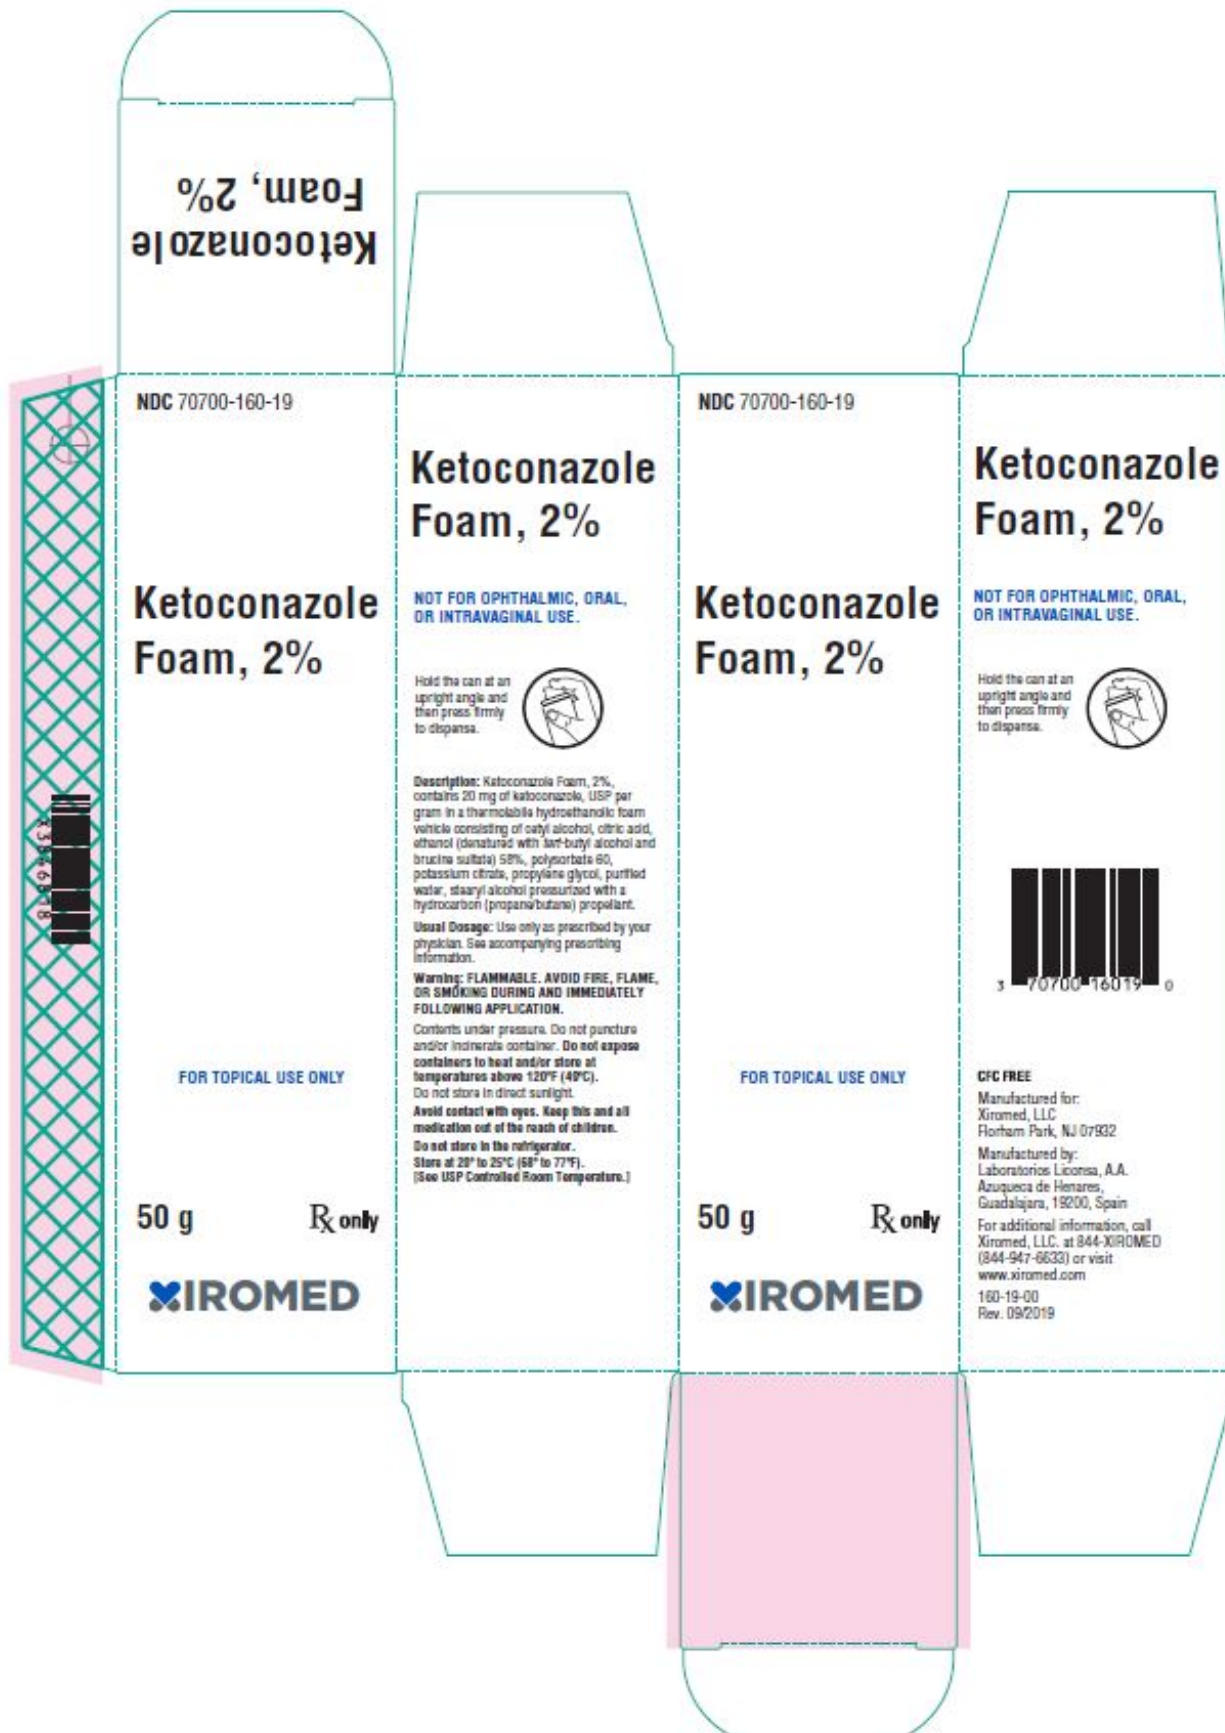 Ketoconazole
Foam, 2%
NDC 70700-160-19
Ketoconazole
Foam, 2%
FOR TOPICAL USE ONLY
50 g
Rx only
XIROMED
Ketoconazole
Foam, 2%
NOT FOR OPHTHALMIC, ORAL,
OR INTRAVAGINAL USE.
Hold the can at an
upright angle and
then press firmly
to dispense.
Description: Ketoconazole Foam, 2%,
contains 20 mg of ketoconazole, USP per
gram in a thermolabile hydroethanolic foam
vehicle consisting of cetyl alcohol, citric acid,
ethanol (denatured with tert-butyl alcohol and
brucine sulfate) 58%, polysorbate 60,
potassium citrate, propylene glycol, purified
water, stearyl alcohol pressurized with a
hydrocarbon (propane/butane) propellant.
Usual Dosage: Use only as prescribed by your
physician. See accompanying prescribing
information.
Warning: FLAMMABLE. AVOID FIRE, FLAME,
OR SMOKING DURING AND IMMEDIATELY
FOLLOWING APPLICATION.
Contents under pressure. Do not puncture
and/or incinerate container. Do not expose
containers to heat and/or store at
temperatures above 120°F (49°C).
Do not store in direct sunlight.
Avoid contact with eyes. Keep this and all
medication out of the reach of children.
Do not store in the refrigerator.
Store at 20° to 25°C (68° to 77°F).
[See USP Controlled Room Temperature.]
NDC 70700-160-19
Ketoconazole
Foam, 2%
FOR TOPICAL USE ONLY
50 g
Rx only
XIROMED
Ketoconazole
Foam, 2%
NOT FOR OPHTHALMIC, ORAL,
OR INTRAVAGINAL USE.
Hold the can at an
upright angle and
then press firmly
to dispense.
3 70700 16019 0
CFC FREE
Manufactured for:
Xiromed, LLC
Florham Park, NJ 07932
Manufactured by:
Laboratorios Liconsa, A.A.
Azuqueca de Henares,
Guadalajara, 19200, Spain
For additional information, call
Xiromed, LLC. at 844-XIROMED
(844-947-6633) or visit
www.xiromed.com
160-19-00
Rev. 09/2019